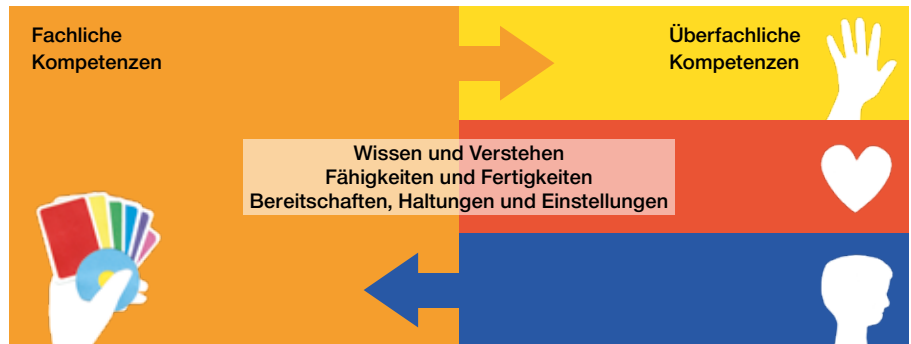 Fachliche
Kompetenzen
Überfachliche
Kompetenzen
Wissen und Verstehen
Fähigkeiten und Fertigkeiten
Bereitschaften, Haltungen und Einstellungen